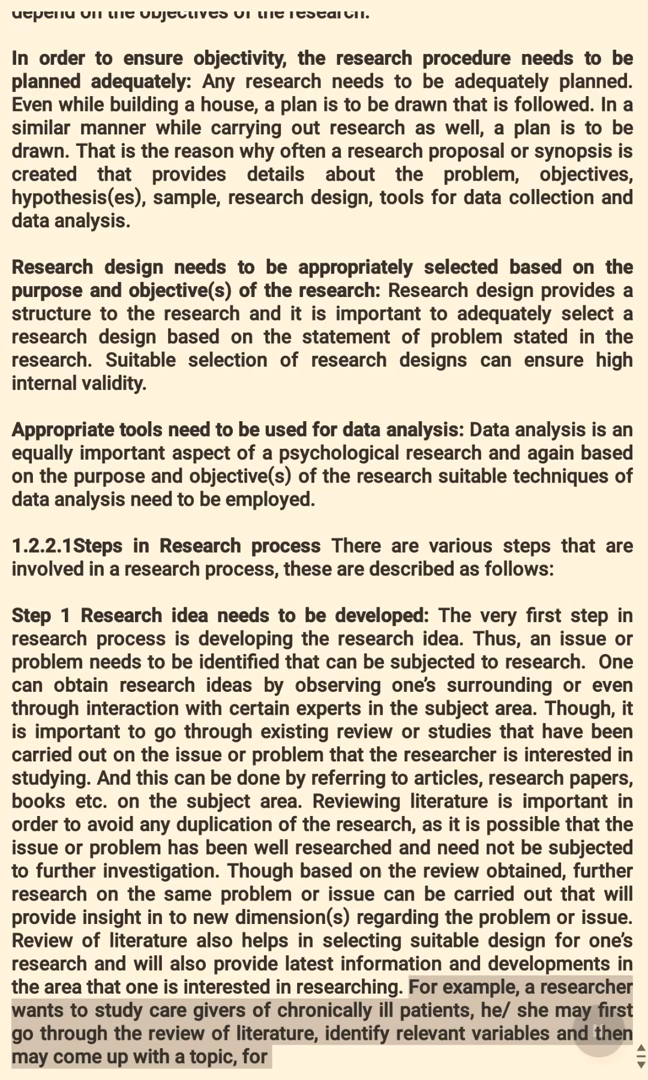 depend on the objectives of the research.
In order to ensure objectivity, the research procedure needs to be
planned adequately: Any research needs to be adequately planned.
Even while building a house, a plan is to be drawn that is followed. In a
similar manner while carrying out research as well, a plan is to be
drawn. That is the reason why often a research proposal or synopsis is
created that provides details about the problem, objectives,
hypothesis(es), sample, research design, tools for data collection and
data analysis.
Research design needs to be appropriately selected based on the
purpose and objective(s) of the research: Research design provides a
structure to the research and it is important to adequately select a
research design based on the statement of problem stated in the
research. Suitable selection of research designs can ensure high
internal validity.
Appropriate tools need to be used for data analysis: Data analysis is an
equally important aspect of a psychological research and again based
on the purpose and objective(s) of the research suitable techniques of
data analysis need to be employed.
1.2.2.1Steps in Research process There are various steps that are
involved in a research process, these are described as follows:
Step 1 Research idea needs to be developed: The very first step in
research process is developing the research idea. Thus, an issue or
problem needs to be identified that can be subjected to research. One
can obtain research ideas by observing one's surrounding or even
through interaction with certain experts in the subject area. Though, it
is important to go through existing review or studies that have been
carried out on the issue or problem that the researcher is interested in
studying. And this can be done by referring to articles, research papers,
books etc. on the subject area. Reviewing literature is important in
order to avoid any duplication of the research, as it is possible that the
issue or problem has been well researched and need not be subjected
to further investigation. Though based on the review obtained, further
research on the same problem or issue can be carried out that will
provide insight in to new dimension(s) regarding the problem or issue.
Review of literature also helps in selecting suitable design for one's
research and will also provide latest information and developments in
the area that one is interested in researching. For example, a researcher
wants to study care givers of chronically ill patients, he/ she may first
go through the review of literature, identify relevant variables and then
may come up with a topic, for